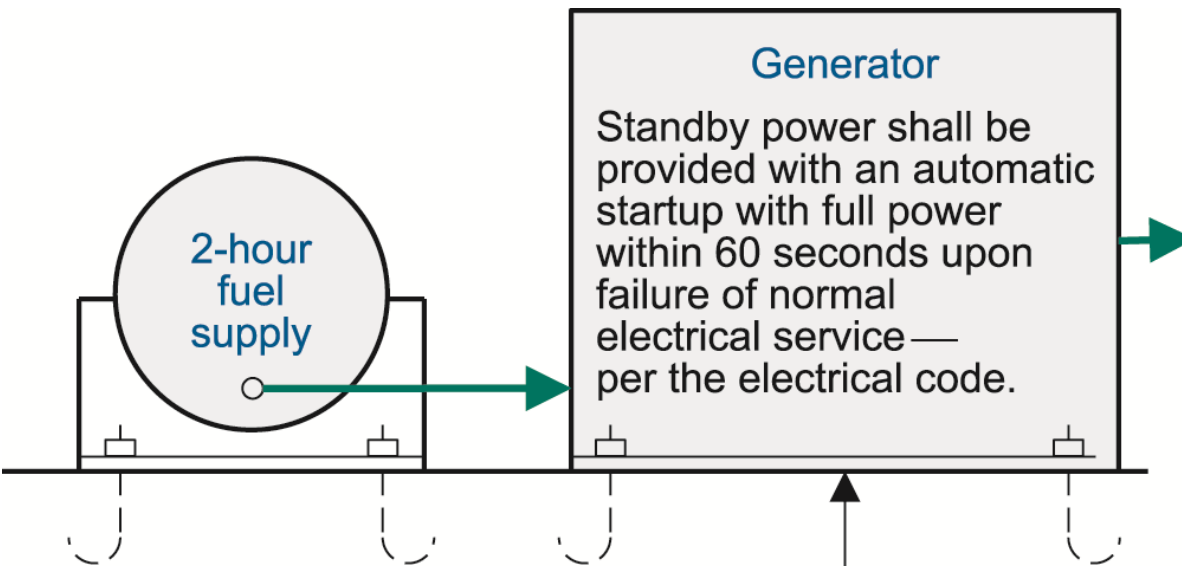 Generator
Standby power shall be
provided with an automatic
startup with full power
within 60 seconds upon
failure of normal
electrical service—
per the electrical code.
2-hour
fuel
supply